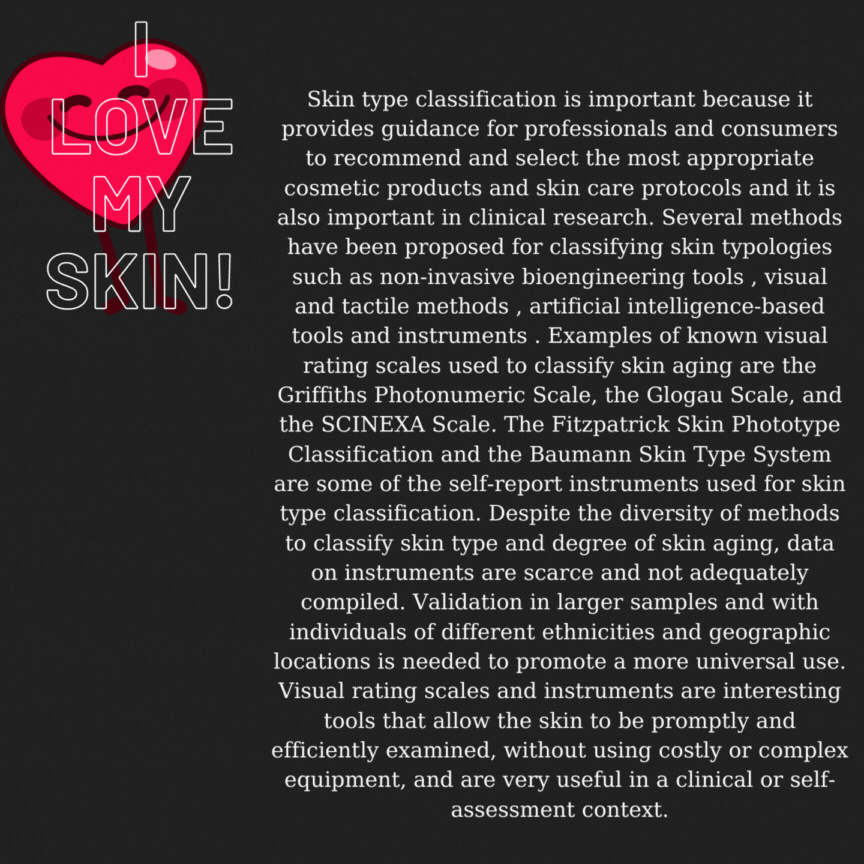 I
LOVE
MY
SKIN!
Skin type classification is important because it
provides guidance for professionals and consumers
to recommend and select the most appropriate
cosmetic products and skin care protocols and it is
also important in clinical research. Several methods
have been proposed for classifying skin typologies
such as non-invasive bioengineering tools , visual
and tactile methods , artificial intelligence-based
tools and instruments . Examples of known visual
rating scales used to classify skin aging are the
Griffiths Photonumeric Scale, the Glogau Scale, and
the SCINEXA Scale. The Fitzpatrick Skin Phototype
Classification and the Baumann Skin Type System
are some of the self-report instruments used for skin
type classification. Despite the diversity of methods
to classify skin type and degree of skin aging, data
on instruments are scarce and not adequately
compiled. Validation in larger samples and with
individuals of different ethnicities and geographic
locations is needed to promote a more universal use.
Visual rating scales and instruments are interesting
tools that allow the skin to be promptly and
efficiently examined, without using costly or complex
equipment, and are very useful in a clinical or self-
assessment context.